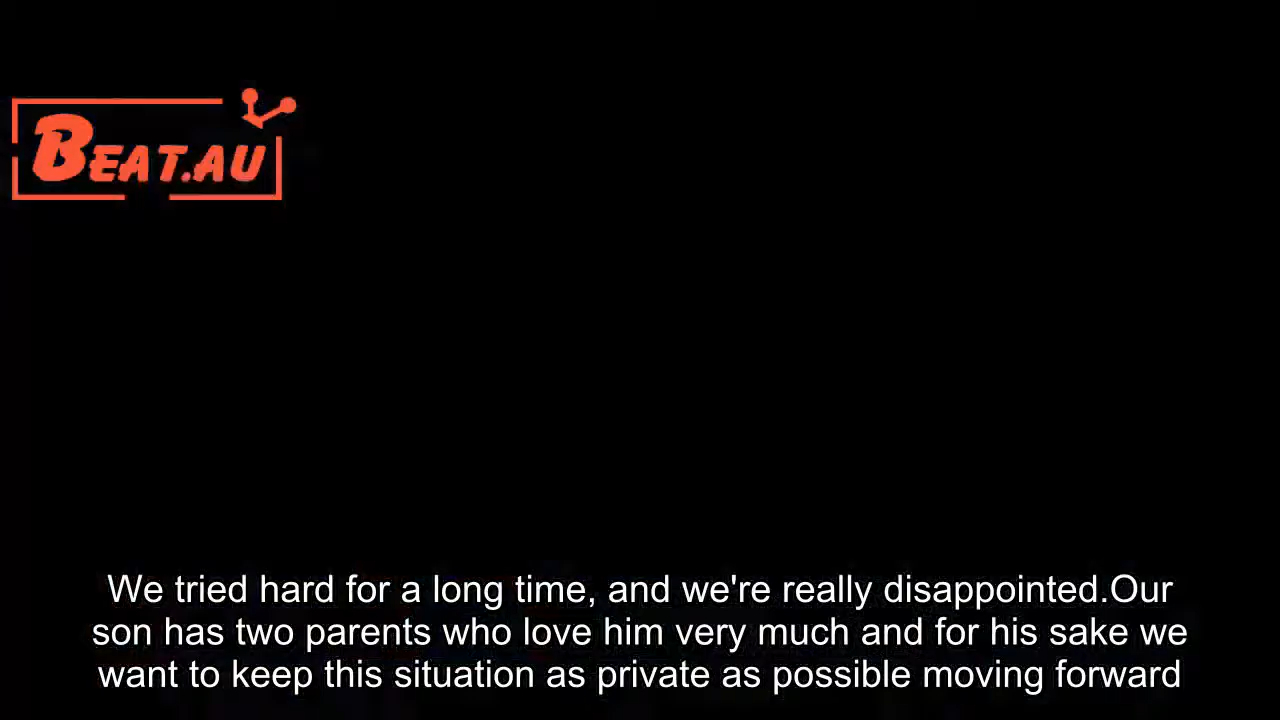 BEAT.AU
We tried hard for a long time, and we're really disappointed.Our
son has two parents who love him very much and for his sake we
want to keep this situation as private as possible moving forward